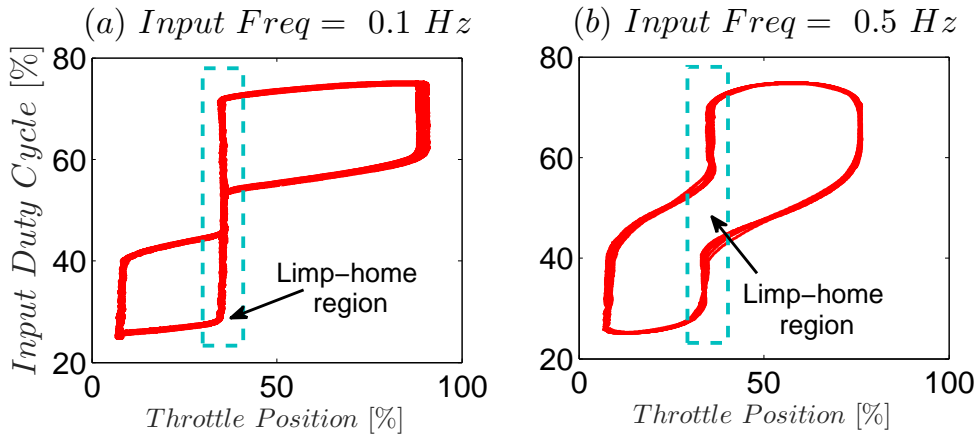 (a) Input Freq = 0.1 Hz
Input Duty Cycle [%]
80
60
40
20
Limp-home
region
0
50
100
Throttle Position [%]
(b) Input Freq = 0.5 Hz
80
60
40
20
Limp-home
region
0
50
100
Throttle Position [%]